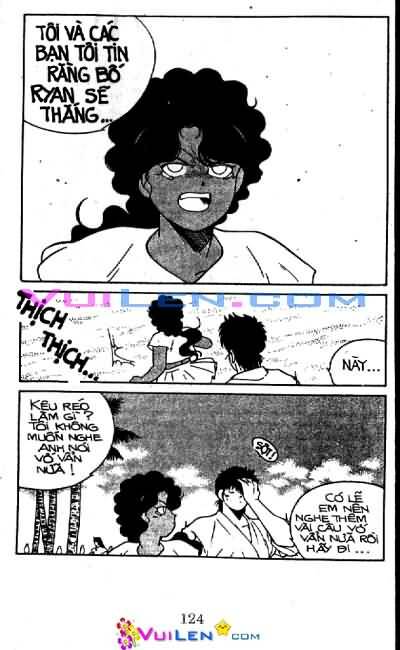 TÔI VÀ CÁC
BẠN TÔI TIN
RẰNG BỐ
RYAN SẼ
THẮNG...
THỊCH
THỊCH...
VuiLen.com
NÀY...
KÊU RÉO
LÀM GÌ?
TÔI KHÔNG
MUỐN NGHE
ANH NÓI
VỚ VẨN
NỮA!
SỘT!
CÓ LẼ
EM NÊN
NGHE THÊM
VÀI CÂU VỚ
VẨN NỮA RỒI
HÃY ĐI...
124
VuiLen.com